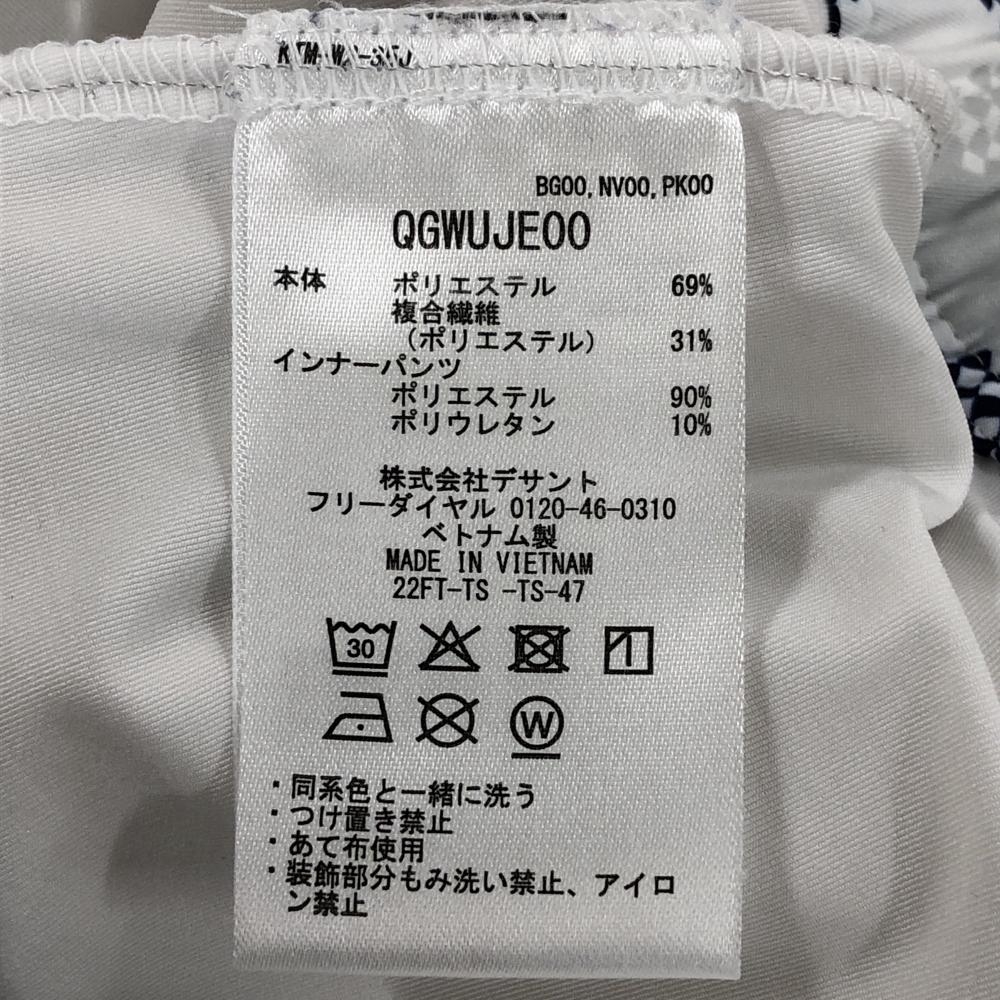 BG00, NV00, PK00
QGWUJE00
本体 ポリエステル 69%
複合繊維
（ポリエステル） 31%
インナーパンツ
ポリエステル 90%
ポリウレタン 10%
株式会社デサント
フリーダイヤル 0120-46-0310
ベトナム製
MADE IN VIETNAM
22FT-TS -TS-47
30
W
・同系色と一緒に洗う
・つけ置き禁止
・あて布使用
・装飾部分もみ洗い禁止、アイロ
ン禁止